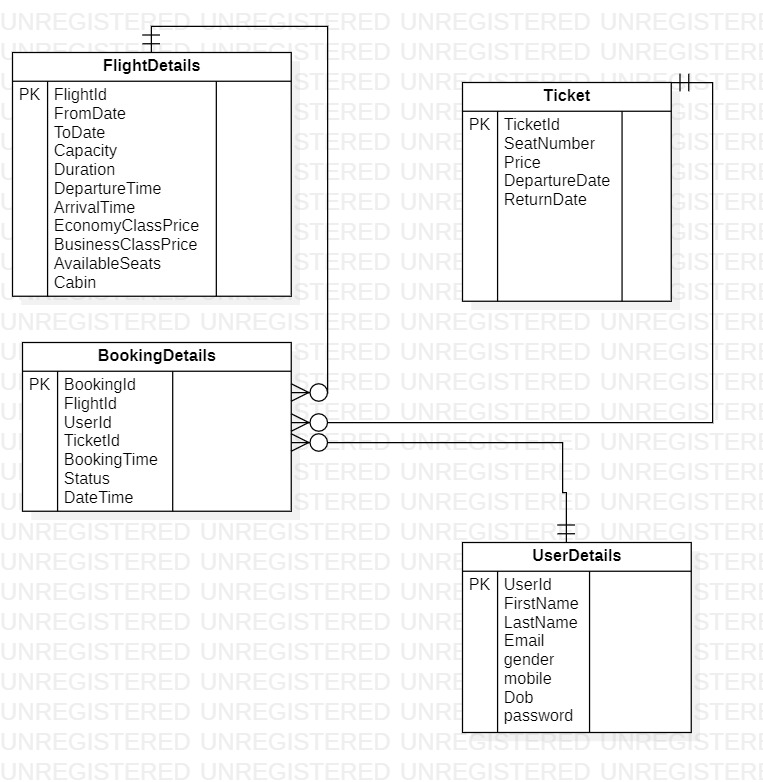 FlightDetails
PK FlightId
FromDate
ToDate
Capacity
Duration
DepartureTime
ArrivalTime
EconomyClassPrice
BusinessClassPrice
AvailableSeats
Cabin
Ticket
PK TicketId
SeatNumber
Price
DepartureDate
ReturnDate
BookingDetails
PK BookingId
FlightId
UserId
TicketId
BookingTime
Status
DateTime
UserDetails
PK UserId
FirstName
LastName
Email
gender
mobile
Dob
password
UNREGISTERED